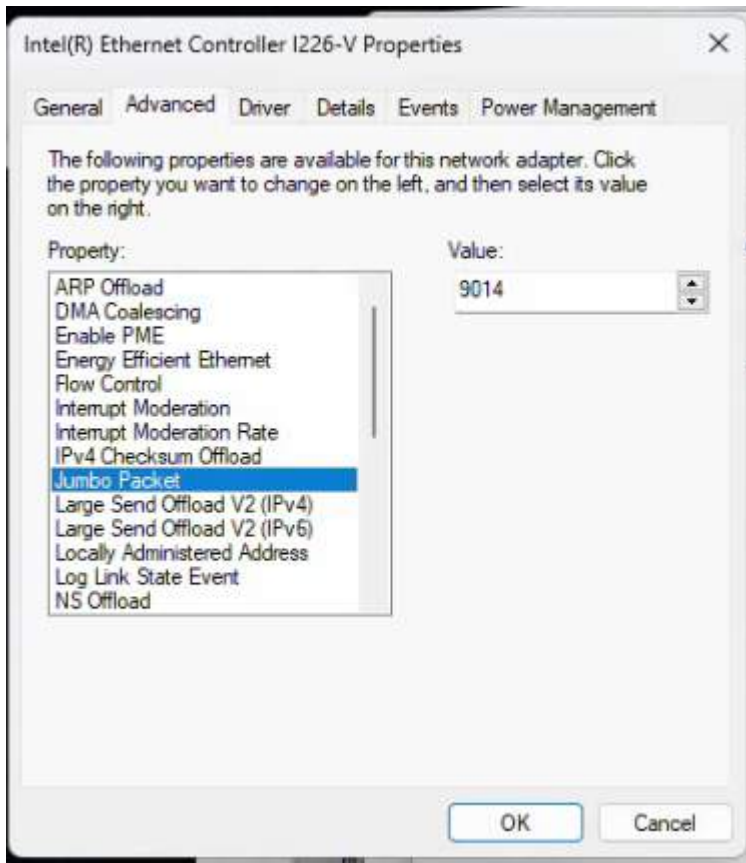 Intel(R) Ethernet Controller I226-V Properties
General Advanced Driver Details Events Power Management
The following properties are available for this network adapter. Click
the property you want to change on the left, and then select its value
on the right.
Property:
Value:
ARP Offload
DMA Coalescing
Enable PME
Energy Efficient Ethernet
Flow Control
Interrupt Moderation
Interrupt Moderation Rate
IPv4 Checksum Offload
Jumbo Packet
Large Send Offload V2 (IPv4)
Large Send Offload V2 (IPv6)
Locally Administered Address
Log Link State Event
NS Offload
9014
OK Cancel